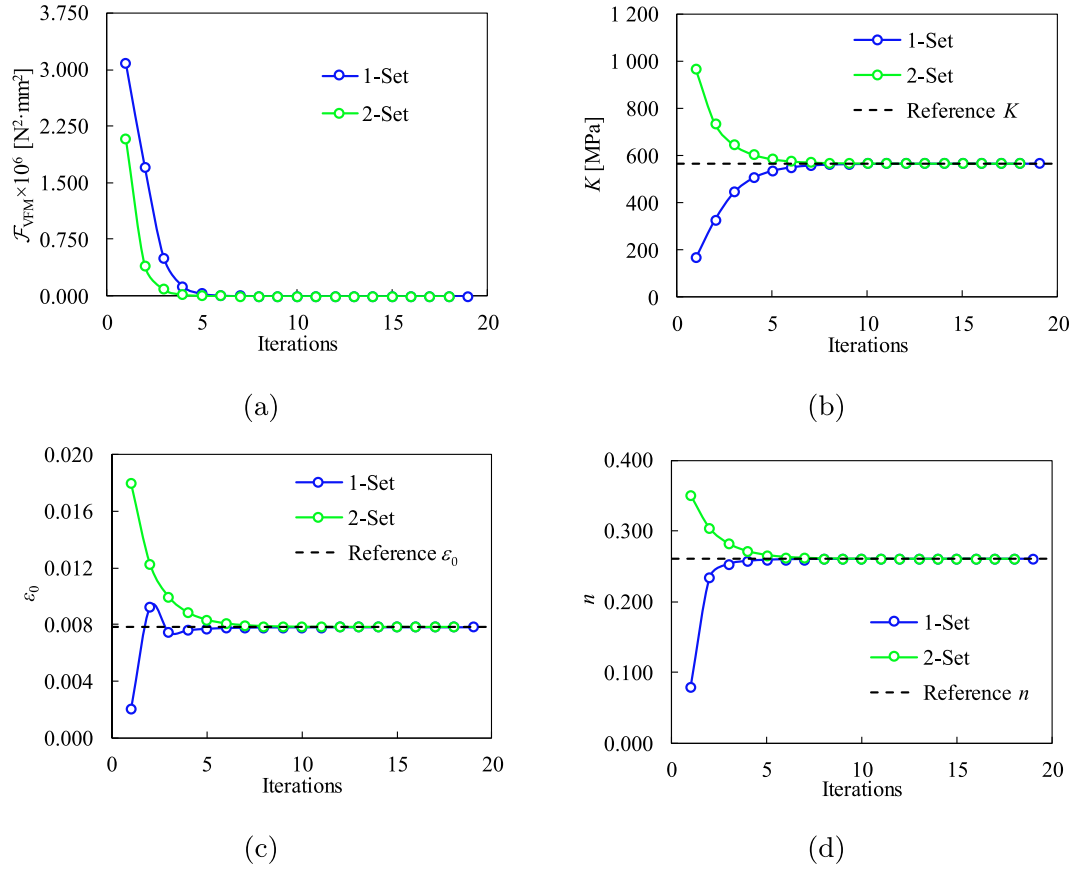 3.750
3.000
2.250
1.500
0.750
0.000
ℱVFM×10⁶ [N²·mm²]
1-Set
2-Set
0 5 10 15 20
Iterations
(a)
1 200
1 000
800
600
400
200
0
K [MPa]
1-Set
2-Set
Reference K
0 5 10 15 20
Iterations
(b)
0.020
0.016
0.012
0.008
0.004
0.000
ε₀
1-Set
2-Set
Reference ε₀
0 5 10 15 20
Iterations
(c)
0.400
0.300
0.200
0.100
0.000
n
1-Set
2-Set
Reference n
0 5 10 15 20
Iterations
(d)